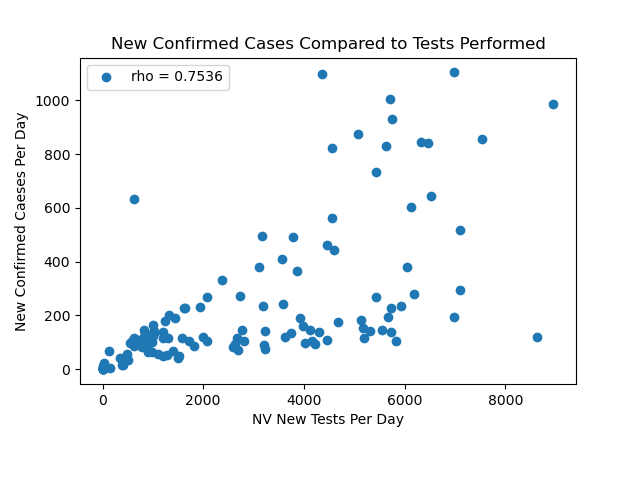 New Confirmed Cases Compared to Tests Performed
rho = 0.7536
New Confirmed Caeses Per Day
1000
800
600
400
200
0
0 2000 4000 6000 8000
NV New Tests Per Day